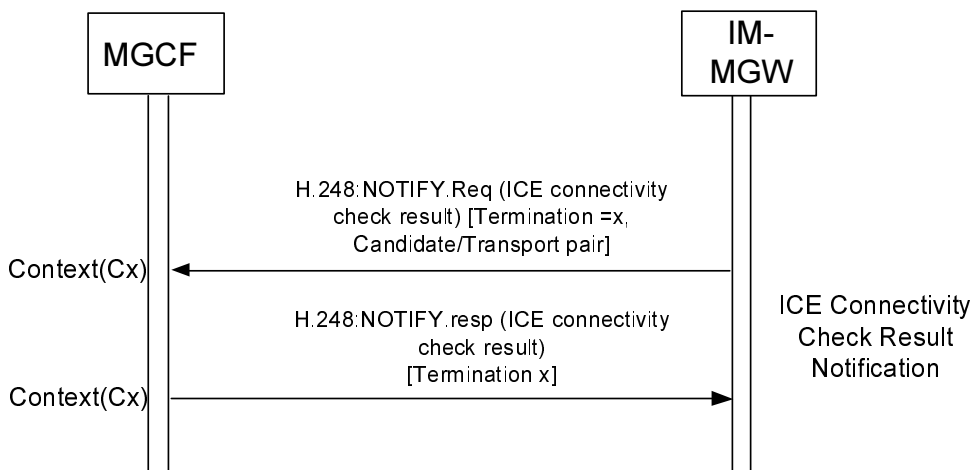 MGCF
IM-
MGW
H.248:NOTIFY.Req (ICE connectivity
check result) [Termination =x,
Candidate/Transport pair]
Context(Cx)
H.248:NOTIFY.resp (ICE connectivity
check result)
[Termination x]
Context(Cx)
ICE Connectivity
Check Result
Notification